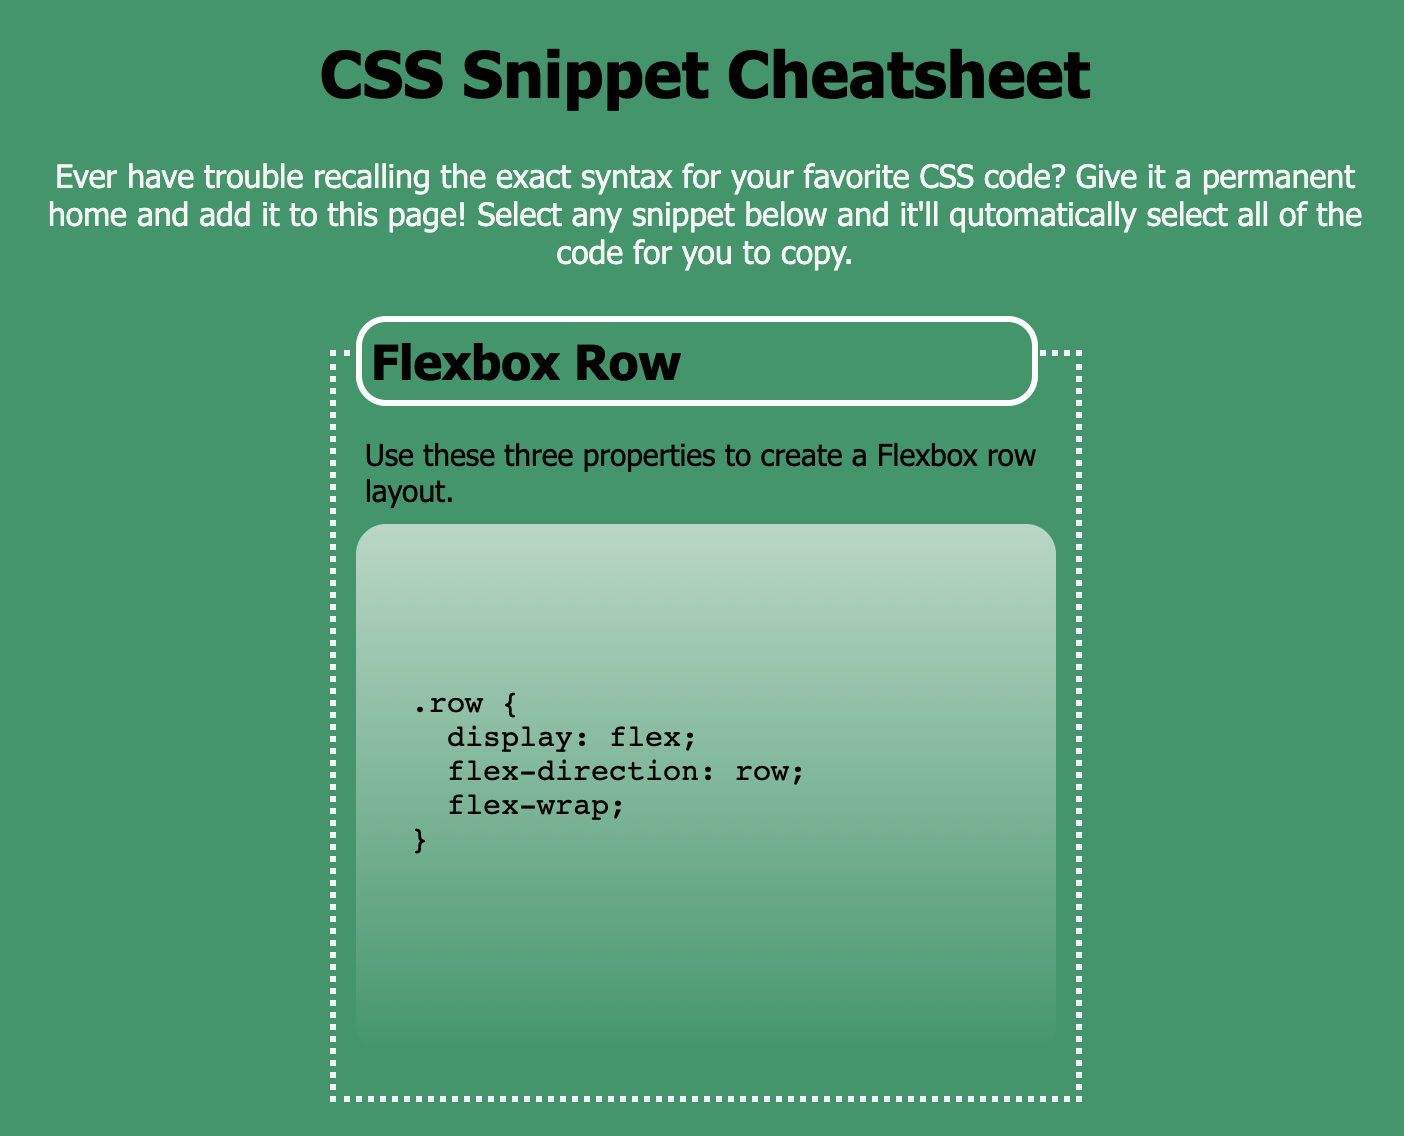 CSS Snippet Cheatsheet
Ever have trouble recalling the exact syntax for your favorite CSS code? Give it a permanent
home and add it to this page! Select any snippet below and it'll qutomatically select all of the
code for you to copy.
Flexbox Row
Use these three properties to create a Flexbox row
layout.
.row {
  display: flex;
  flex-direction: row;
  flex-wrap;
}